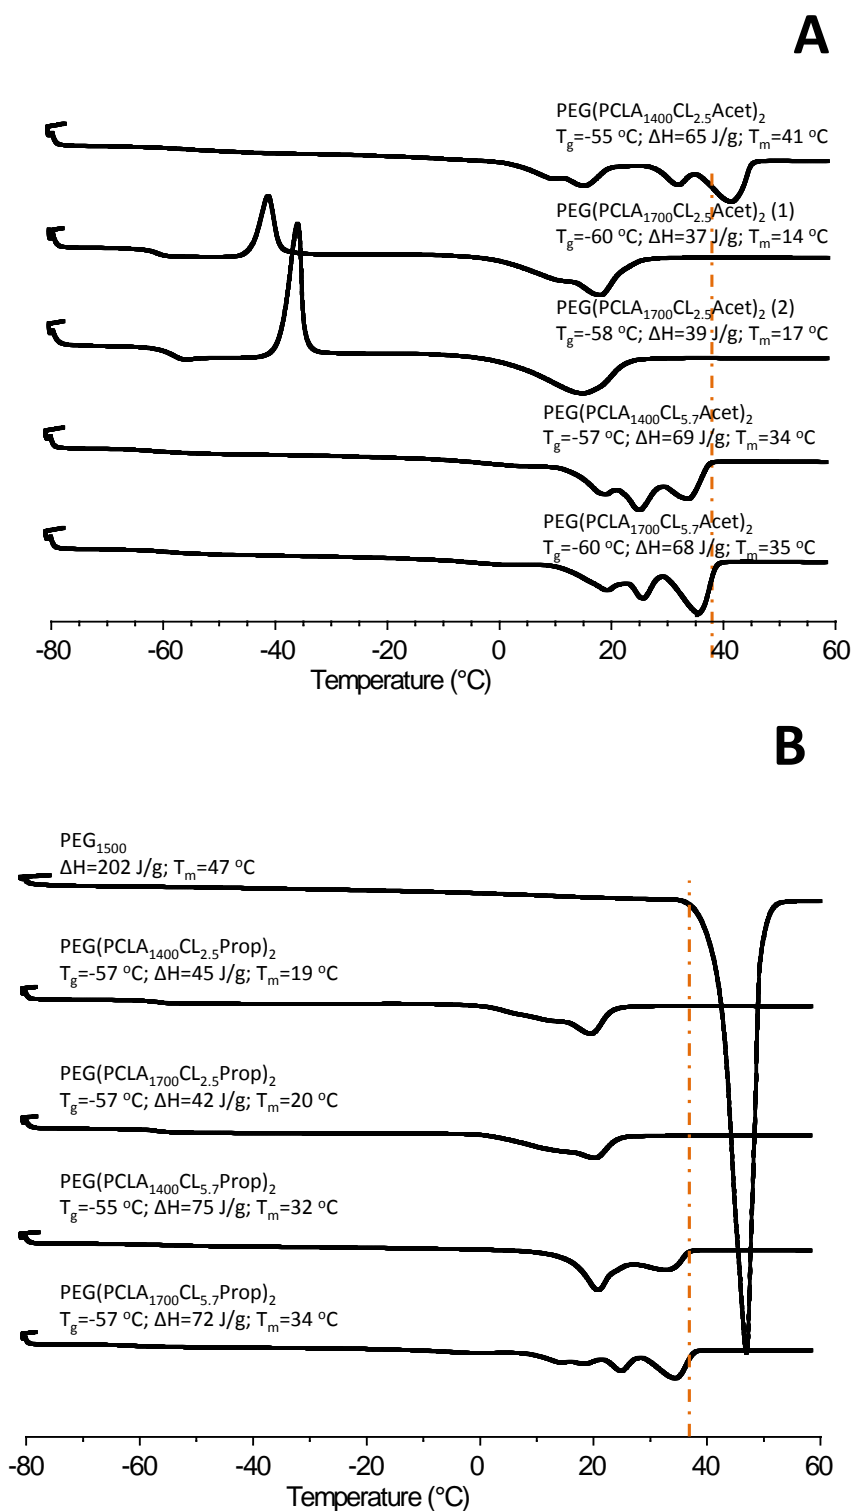 A
PEG(PCLA1400CL2.5Acet)2
Tg=-55 °C; ΔH=65 J/g; Tm=41 °C
PEG(PCLA1700CL2.5Acet)2 (1)
Tg=-60 °C; ΔH=37 J/g; Tm=14 °C
PEG(PCLA1700CL2.5Acet)2 (2)
Tg=-58 °C; ΔH=39 J/g; Tm=17 °C
PEG(PCLA1400CL5.7Acet)2
Tg=-57 °C; ΔH=69 J/g; Tm=34 °C
PEG(PCLA1700CL5.7Acet)2
Tg=-60 °C; ΔH=68 J/g; Tm=35 °C
-80 -60 -40 -20 0 20 40 60
Temperature (°C)
B
PEG1500
ΔH=202 J/g; Tm=47 °C
PEG(PCLA1400CL2.5Prop)2
Tg=-57 °C; ΔH=45 J/g; Tm=19 °C
PEG(PCLA1700CL2.5Prop)2
Tg=-57 °C; ΔH=42 J/g; Tm=20 °C
PEG(PCLA1400CL5.7Prop)2
Tg=-55 °C; ΔH=75 J/g; Tm=32 °C
PEG(PCLA1700CL5.7Prop)2
Tg=-57 °C; ΔH=72 J/g; Tm=34 °C
-80 -60 -40 -20 0 20 40 60
Temperature (°C)